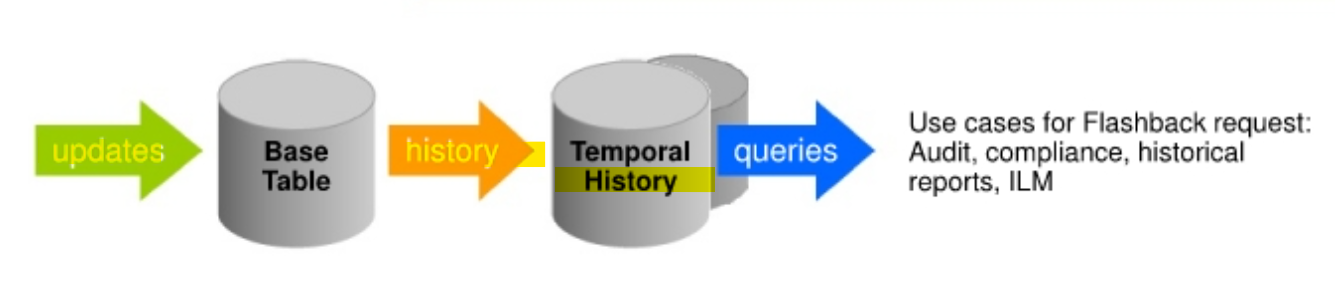 updates
Base
Table
history
Temporal
History
queries
Use cases for Flashback request:
Audit, compliance, historical
reports, ILM